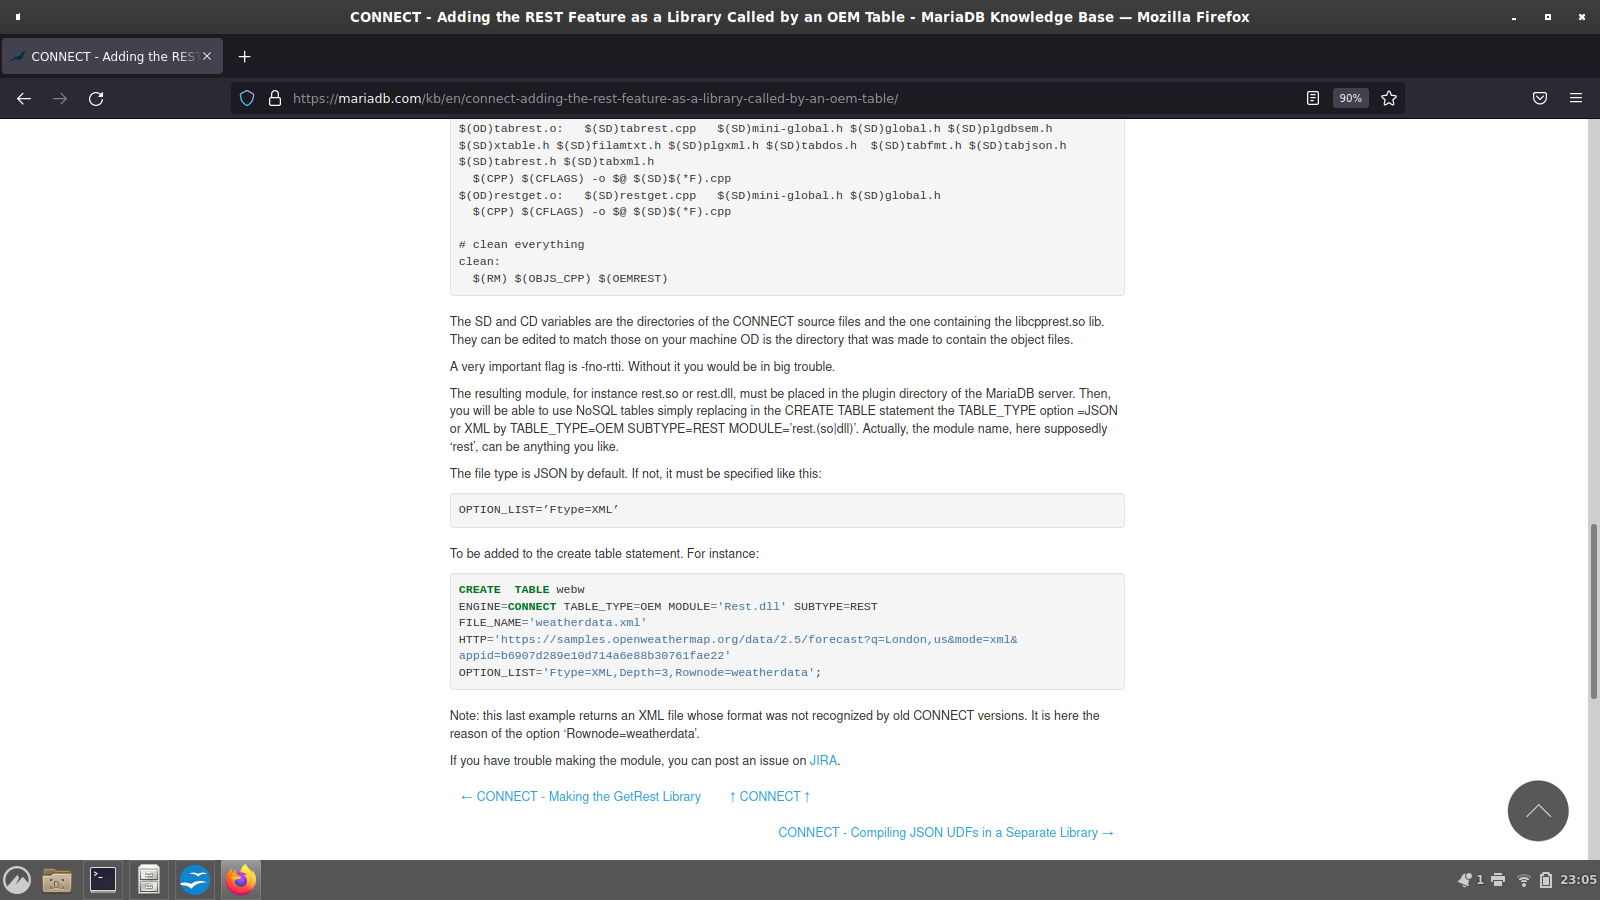 CONNECT - Adding the REST Feature as a Library Called by an OEM Table - MariaDB Knowledge Base — Mozilla Firefox
CONNECT - Adding the RES
https://mariadb.com/kb/en/connect-adding-the-rest-feature-as-a-library-called-by-an-oem-table/
90%
$(OD)tabrest.o:   $(SD)tabrest.cpp   $(SD)mini-global.h $(SD)global.h $(SD)plgdbsem.h
$(SD)xtable.h $(SD)filamtxt.h $(SD)plgxml.h $(SD)tabdos.h  $(SD)tabfmt.h $(SD)tabjson.h
$(SD)tabrest.h $(SD)tabxml.h
  $(CPP) $(CFLAGS) -o $@ $(SD)$(*F).cpp
$(OD)restget.o:   $(SD)restget.cpp   $(SD)mini-global.h $(SD)global.h
  $(CPP) $(CFLAGS) -o $@ $(SD)$(*F).cpp
# clean everything
clean:
  $(RM) $(OBJS_CPP) $(OEMREST)
The SD and CD variables are the directories of the CONNECT source files and the one containing the libcpprest.so lib.
They can be edited to match those on your machine OD is the directory that was made to contain the object files.
A very important flag is -fno-rtti. Without it you would be in big trouble.
The resulting module, for instance rest.so or rest.dll, must be placed in the plugin directory of the MariaDB server. Then,
you will be able to use NoSQL tables simply replacing in the CREATE TABLE statement the TABLE_TYPE option =JSON
or XML by TABLE_TYPE=OEM SUBTYPE=REST MODULE=’rest.(so|dll)’. Actually, the module name, here supposedly
‘rest’, can be anything you like.
The file type is JSON by default. If not, it must be specified like this:
OPTION_LIST=’Ftype=XML’
To be added to the create table statement. For instance:
CREATE  TABLE webw
ENGINE=CONNECT TABLE_TYPE=OEM MODULE='Rest.dll' SUBTYPE=REST
FILE_NAME='weatherdata.xml'
HTTP='https://samples.openweathermap.org/data/2.5/forecast?q=London,us&mode=xml&
appid=b6907d289e10d714a6e88b30761fae22'
OPTION_LIST='Ftype=XML,Depth=3,Rownode=weatherdata';
Note: this last example returns an XML file whose format was not recognized by old CONNECT versions. It is here the
reason of the option ‘Rownode=weatherdata’.
If you have trouble making the module, you can post an issue on JIRA.
← CONNECT - Making the GetRest Library
↑ CONNECT ↑
CONNECT - Compiling JSON UDFs in a Separate Library →
1
23:05